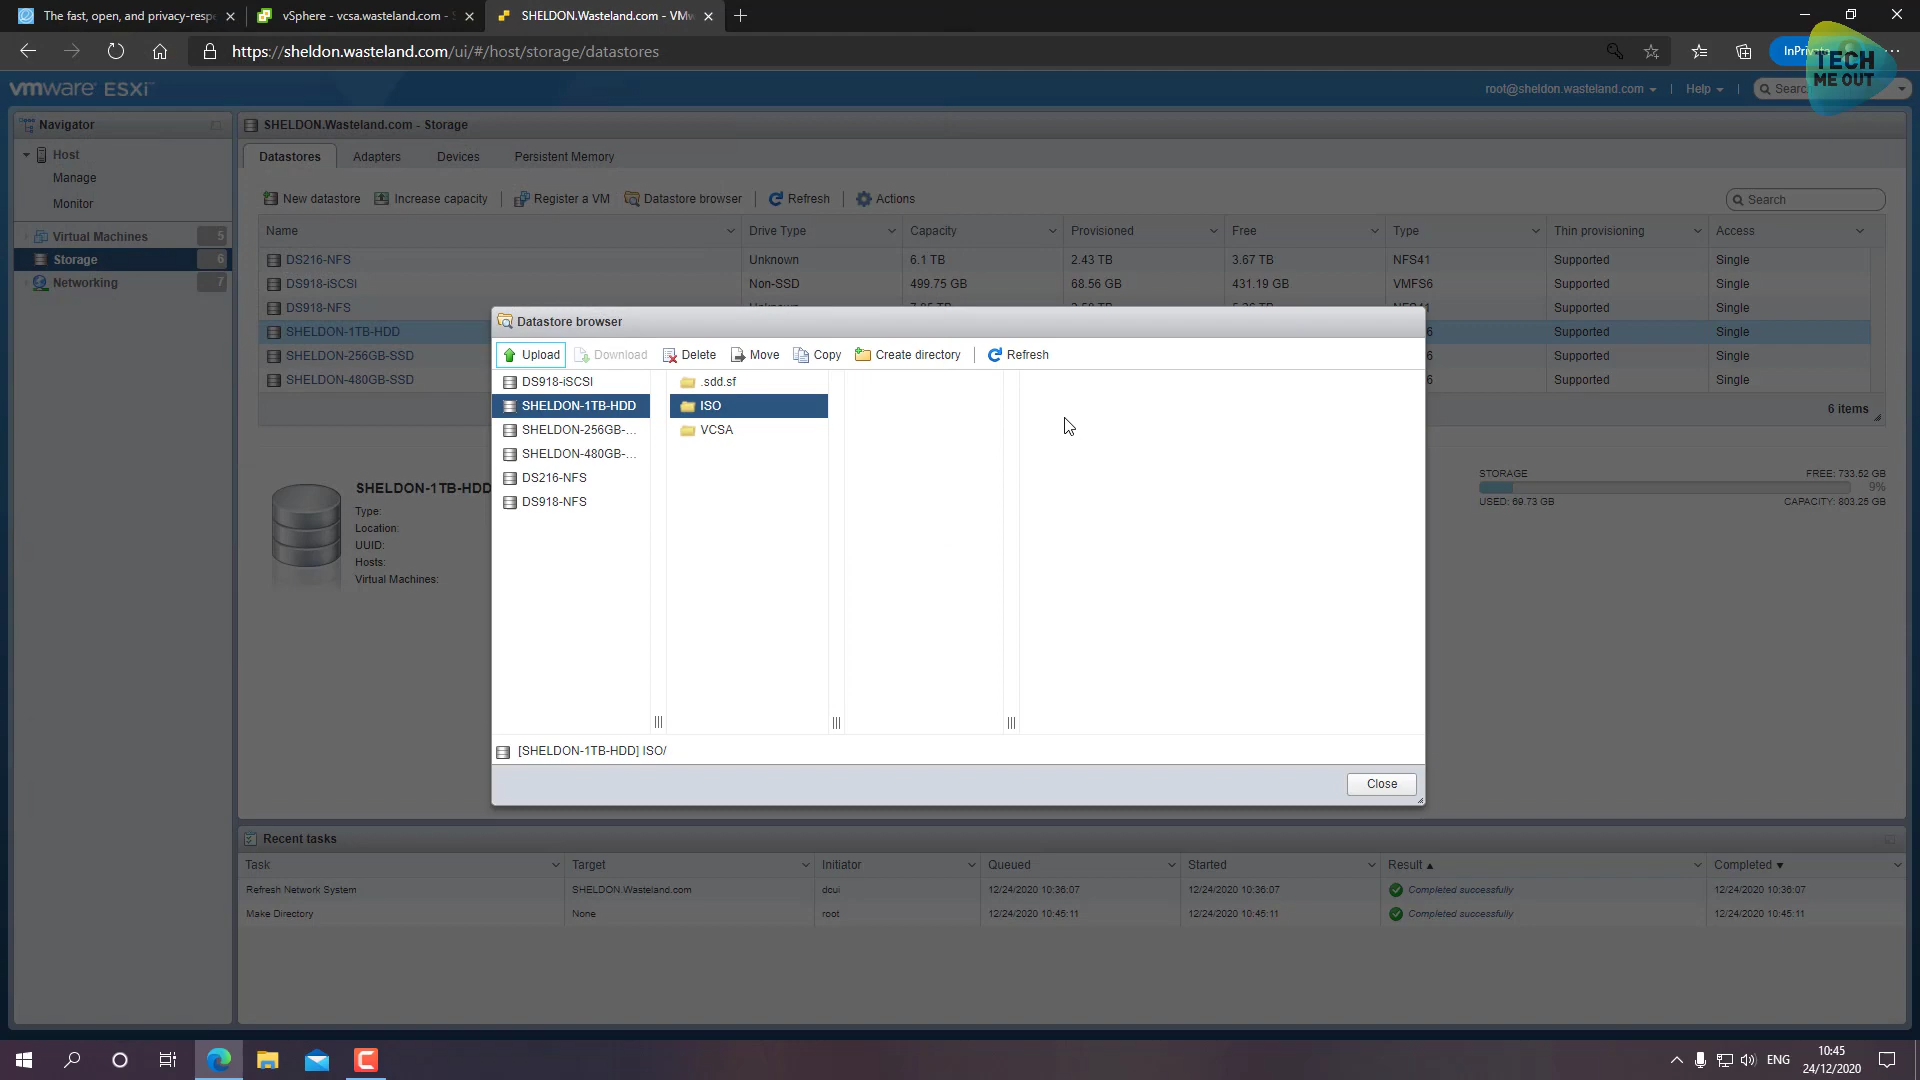 The fast, open, and privacy-resp
vSphere - vcsa.wasteland.com - S
SHELDON.Wasteland.com - VMw
https://sheldon.wasteland.com/ui/#/host/storage/datastores
InPrivate
TECH
ME OUT
vmware ESXi
root@sheldon.wasteland.com
Help
Search
Navigator
Host
Manage
Monitor
Virtual Machines 5
Storage 6
Networking 7
SHELDON.Wasteland.com - Storage
Datastores Adapters Devices Persistent Memory
New datastore Increase capacity Register a VM Datastore browser Refresh Actions
Search
Name Drive Type Capacity Provisioned Free Type Thin provisioning Access
DS216-NFS Unknown 6.1 TB 2.43 TB 3.67 TB NFS41 Supported Single
DS918-iSCSI Non-SSD 499.75 GB 68.56 GB 431.19 GB VMFS6 Supported Single
DS918-NFS Supported Single
SHELDON-1TB-HDD 6 Supported Single
SHELDON-256GB-SSD 6 Supported Single
SHELDON-480GB-SSD 6 Supported Single
6 items
SHELDON-1TB-HDD
Type:
Location:
UUID:
Hosts:
Virtual Machines:
STORAGE FREE: 733.52 GB
9%
USED: 69.73 GB CAPACITY: 803.25 GB
Datastore browser
Upload Download Delete Move Copy Create directory Refresh
DS918-iSCSI
SHELDON-1TB-HDD
SHELDON-256GB-...
SHELDON-480GB-...
DS216-NFS
DS918-NFS
.sdd.sf
ISO
VCSA
[SHELDON-1TB-HDD] ISO/
Close
Recent tasks
Task Target Initiator Queued Started Result Completed
Refresh Network System SHELDON.Wasteland.com dcui 12/24/2020 10:36:07 12/24/2020 10:36:07 Completed successfully 12/24/2020 10:36:07
Make Directory None root 12/24/2020 10:45:11 12/24/2020 10:45:11 Completed successfully 12/24/2020 10:45:11
ENG
10:45
24/12/2020